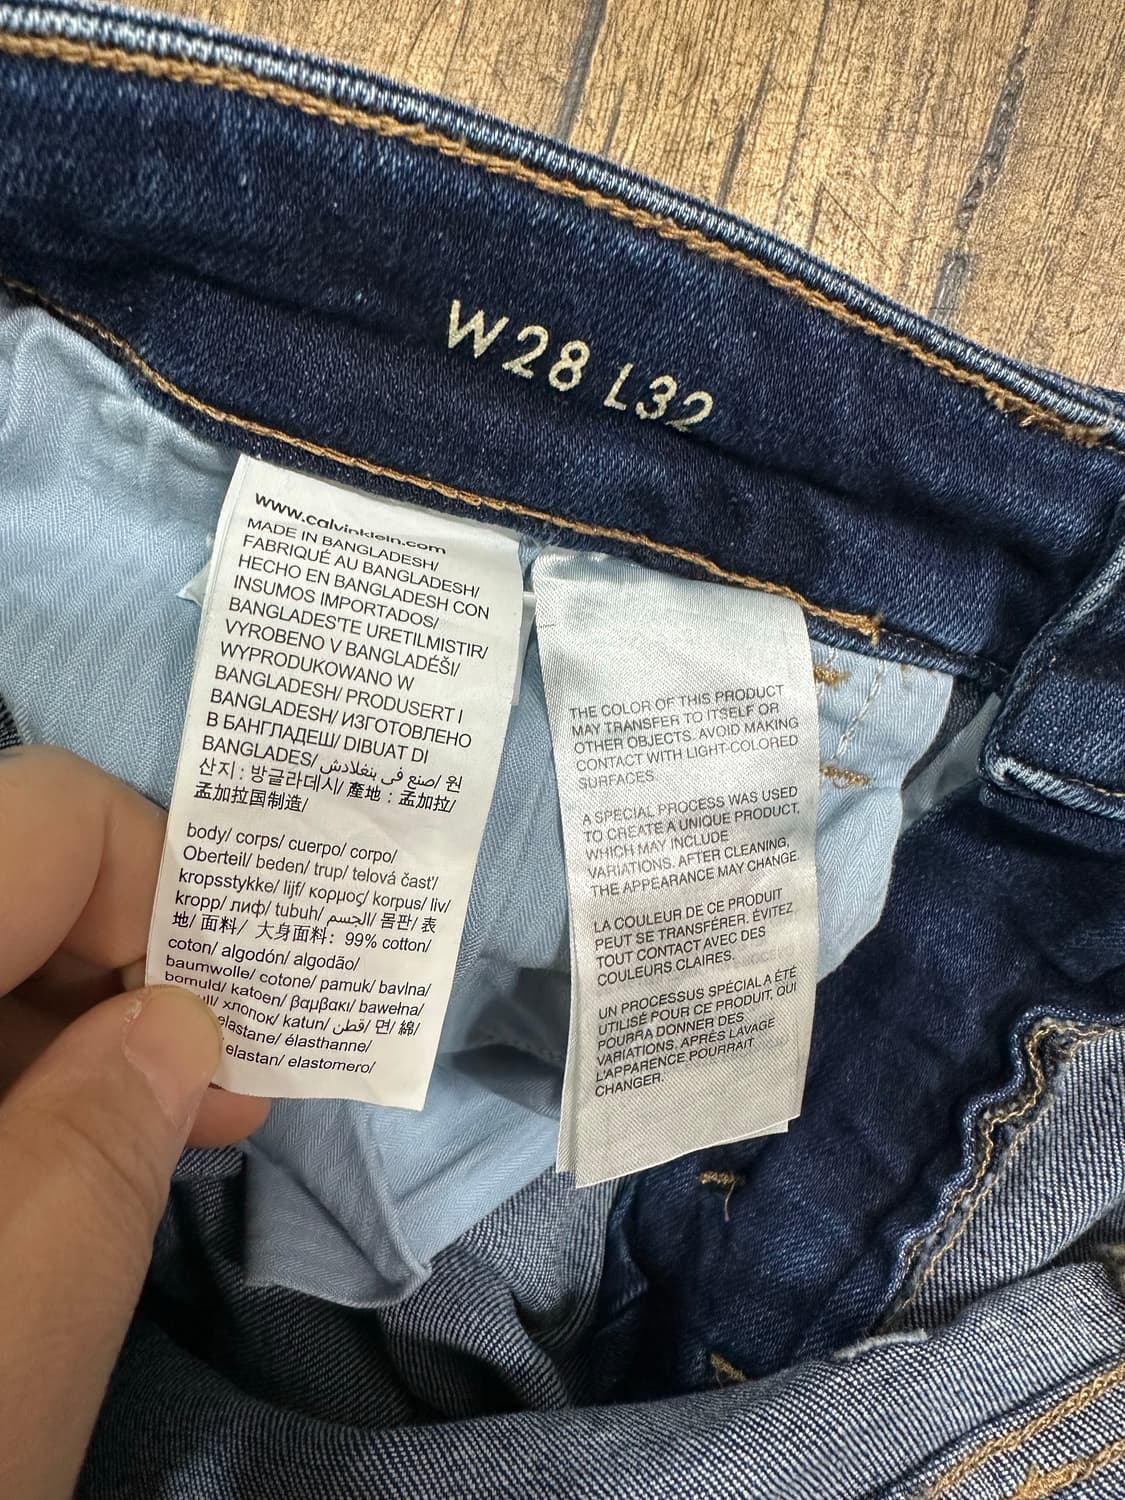 W28 L32
www.calvinklein.com
MADE IN BANGLADESH/
FABRIQUÉ AU BANGLADESH/
HECHO EN BANGLADESH CON
INSUMOS IMPORTADOS/
BANGLADEŞ'TE URETILMISTIR/
VYROBENO V BANGLADÉŠI/
WYPRODUKOWANO W
BANGLADESH/ PRODUSERT I
BANGLADESH/ ИЗГОТОВЛЕНО
В БАНГЛАДЕШ/ DIBUAT DI
BANGLADES/ اصنع في بنغلادش/ 원
산지: 방글라데시/ 產地 : 孟加拉/
孟加拉国制造/
body/ corps/ cuerpo/ corpo/
Oberteil/ beden/ trup/ telová časť/
kropsstykke/ lijf/ κορμος/ korpus/ liv/
kropp/ лиф/ tubuh/ الجسم/ 몸판/ 表
地/ 面料/ 大身面料: 99% cotton/
coton/ algodón/ algodão/
baumwolle/ cotone/ pamuk/ bavlna/
bomuld/ katoen/ βαμβακι/ bawełna/
хлопок/ katun/ قطن/ 면/ 綿/
elastane/ élasthanne/
elastan/ elastomero/
THE COLOR OF THIS PRODUCT
MAY TRANSFER TO ITSELF OR
OTHER OBJECTS. AVOID MAKING
CONTACT WITH LIGHT-COLORED
SURFACES.
A SPECIAL PROCESS WAS USED
TO CREATE A UNIQUE PRODUCT,
WHICH MAY INCLUDE
VARIATIONS. AFTER CLEANING,
THE APPEARANCE MAY CHANGE.
LA COULEUR DE CE PRODUIT
PEUT SE TRANSFÉRER. ÉVITEZ
TOUT CONTACT AVEC DES
COULEURS CLAIRES.
UN PROCESSUS SPÉCIAL A ÉTÉ
UTILISÉ POUR CE PRODUIT, QUI
POURRA DONNER DES
VARIATIONS. APRÈS LAVAGE
L'APPARENCE POURRAIT
CHANGER.